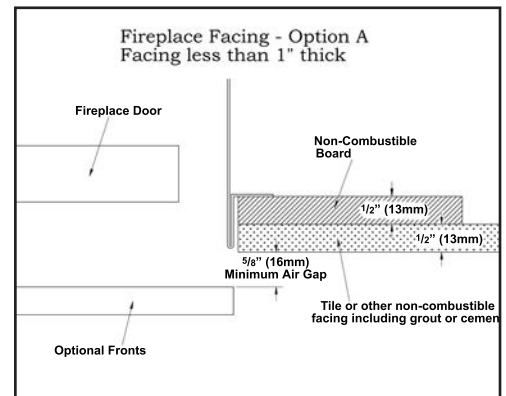 Fireplace Facing - Option A
Facing less than 1" thick
Fireplace Door
Non-Combustible
Board
1/2" (13mm)
1/2" (13mm)
5/8" (16mm)
Minimum Air Gap
Tile or other non-combustible
facing including grout or cemen
Optional Fronts